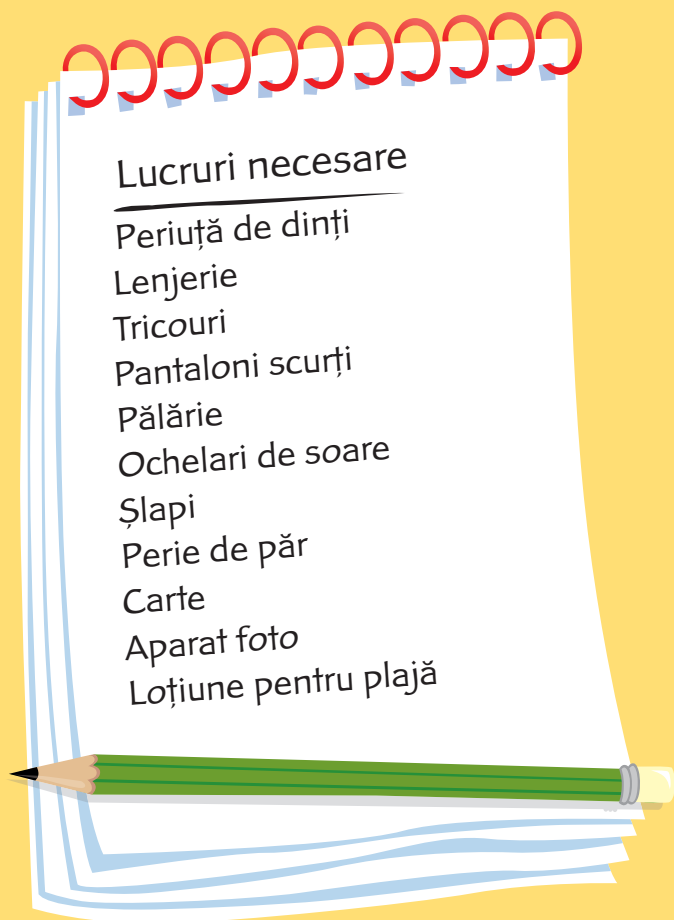 Lucruri necesare
Periuță de dinți
Lenjerie
Tricouri
Pantaloni scurți
Pălărie
Ochelari de soare
Șlapi
Perie de păr
Carte
Aparat foto
Loțiune pentru plajă